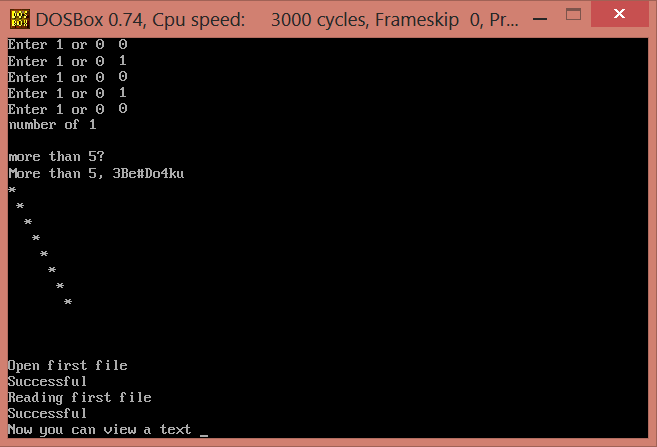 DOS BOX DOSBox 0.74, Cpu speed: 3000 cycles, Frameskip 0, Pr...
Enter 1 or 0 0
Enter 1 or 0 1
Enter 1 or 0 0
Enter 1 or 0 1
Enter 1 or 0 0
number of 1
more than 5?
More than 5, 3Be#Do4ku
*
*
*
*
*
*
*
*
Open first file
Successful
Reading first file
Successful
Now you can view a text _